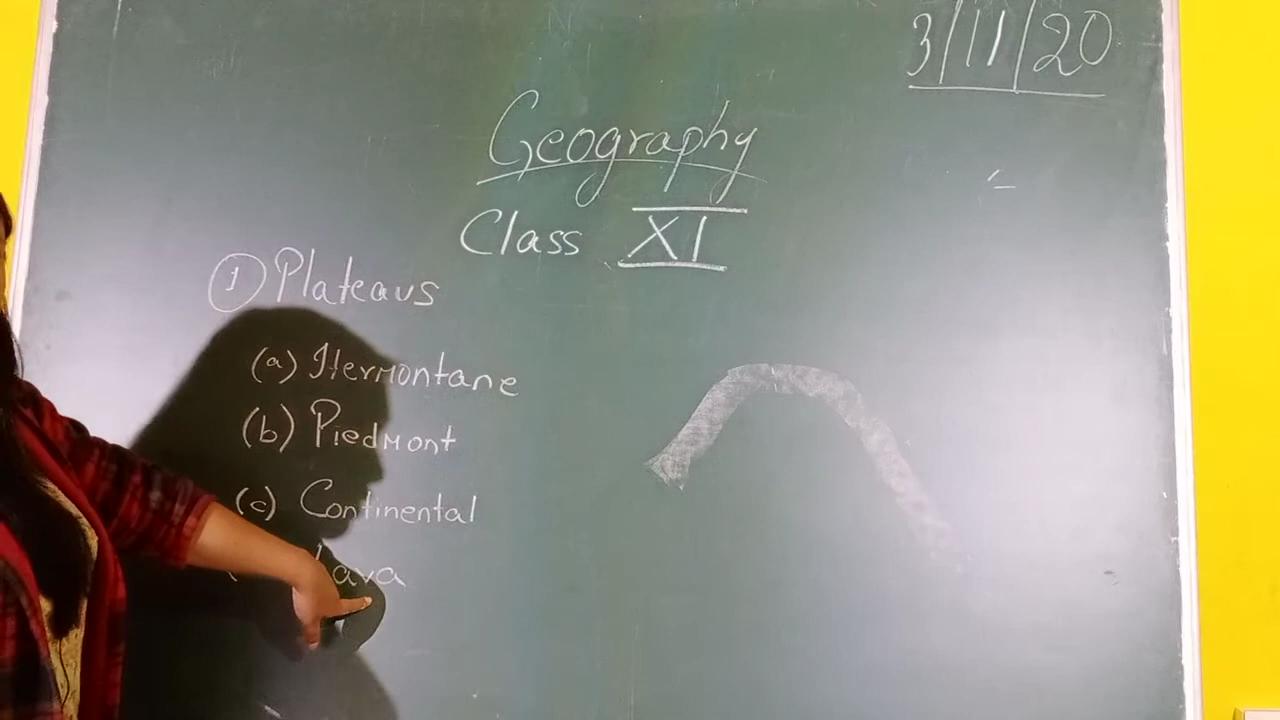 3/11/20
Geography
Class XI
① Plateaus
(a) Itermontane
(b) Piedmont
(c) Continental
Lava